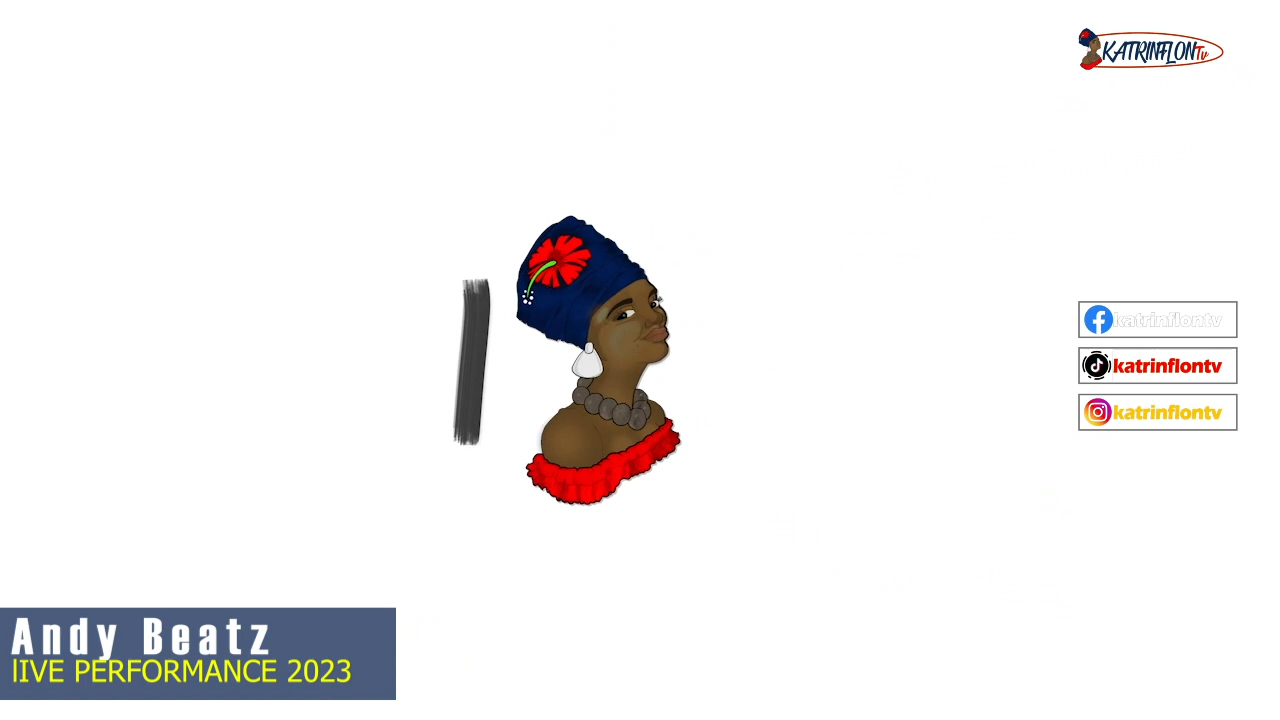 KATRINFLONTv
katrinflontv
katrinflontv
katrinflontv
Andy Beatz
lIVE PERFORMANCE 2023